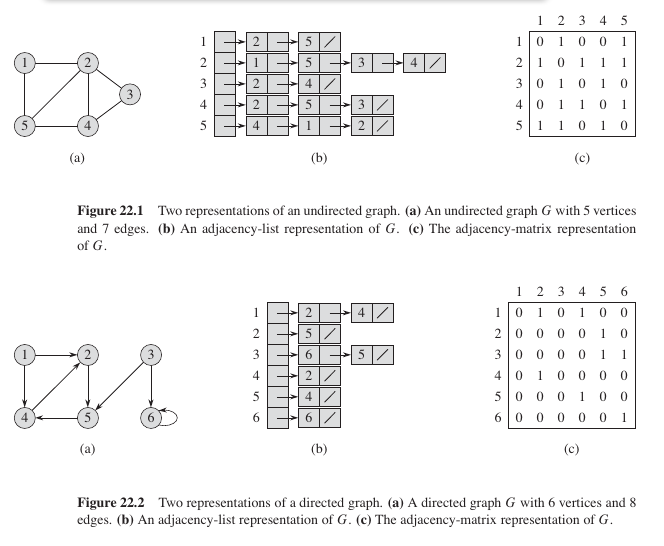 1 2 3 4 5
1 2 1 2 5 / 1 0 1 0 0 1
2 1 5 3 4 / 2 1 0 1 1 1
3 3 2 4 / 3 0 1 0 1 0
4 2 5 3 / 4 0 1 1 0 1
5 4 5 4 1 2 / 5 1 1 0 1 0
(a) (b) (c)
Figure 22.1 Two representations of an undirected graph. (a) An undirected graph G with 5 vertices
and 7 edges. (b) An adjacency-list representation of G. (c) The adjacency-matrix representation
of G.
1 2 3 4 5 6
1 2 4 / 1 0 1 0 1 0 0
2 5 / 2 0 0 0 0 1 0
1 2 3 3 6 5 / 3 0 0 0 0 1 1
4 2 / 4 0 1 0 0 0 0
5 4 / 5 0 0 0 1 0 0
4 5 6 6 6 / 6 0 0 0 0 0 1
(a) (b) (c)
Figure 22.2 Two representations of a directed graph. (a) A directed graph G with 6 vertices and 8
edges. (b) An adjacency-list representation of G. (c) The adjacency-matrix representation of G.